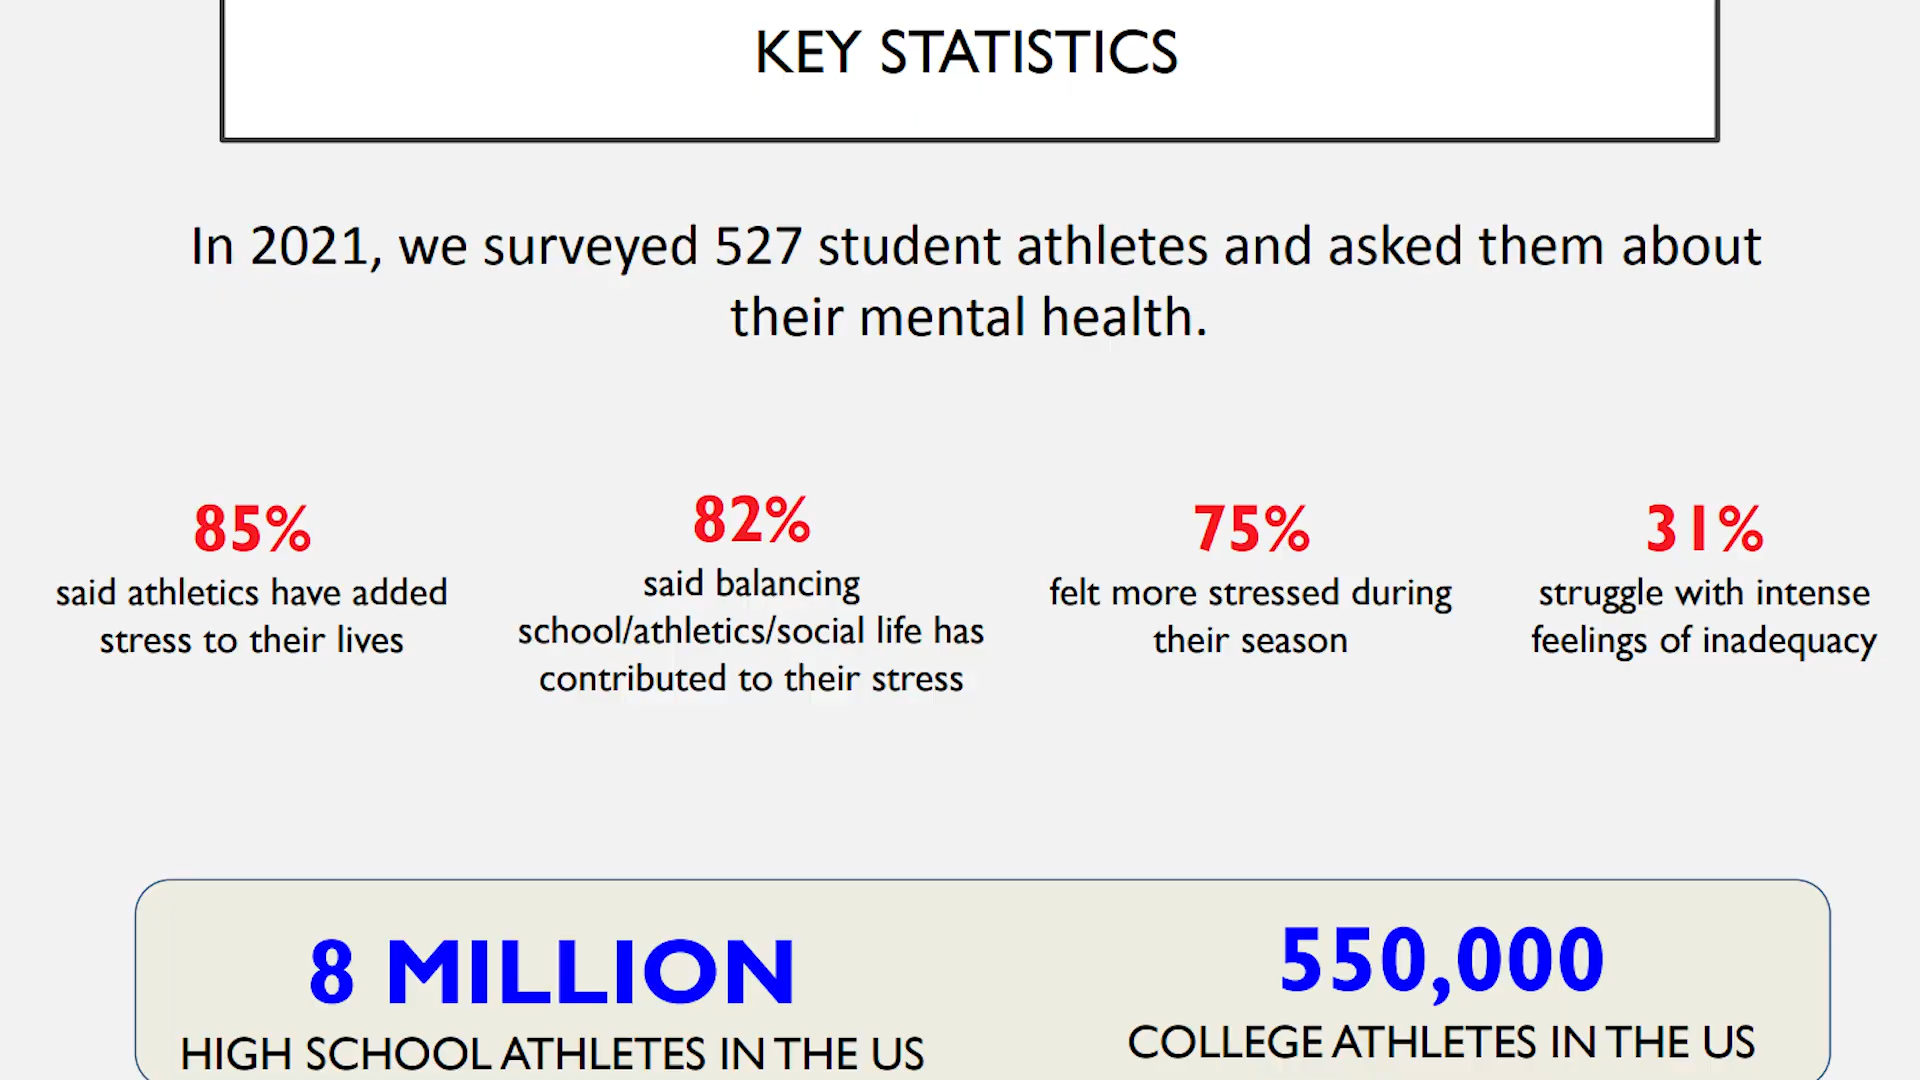 KEY STATISTICS
In 2021, we surveyed 527 student athletes and asked them about
their mental health.
85%
said athletics have added
stress to their lives
82%
said balancing
school/athletics/social life has
contributed to their stress
75%
felt more stressed during
their season
31%
struggle with intense
feelings of inadequacy
8 MILLION
HIGH SCHOOL ATHLETES IN THE US
550,000
COLLEGE ATHLETES IN THE US